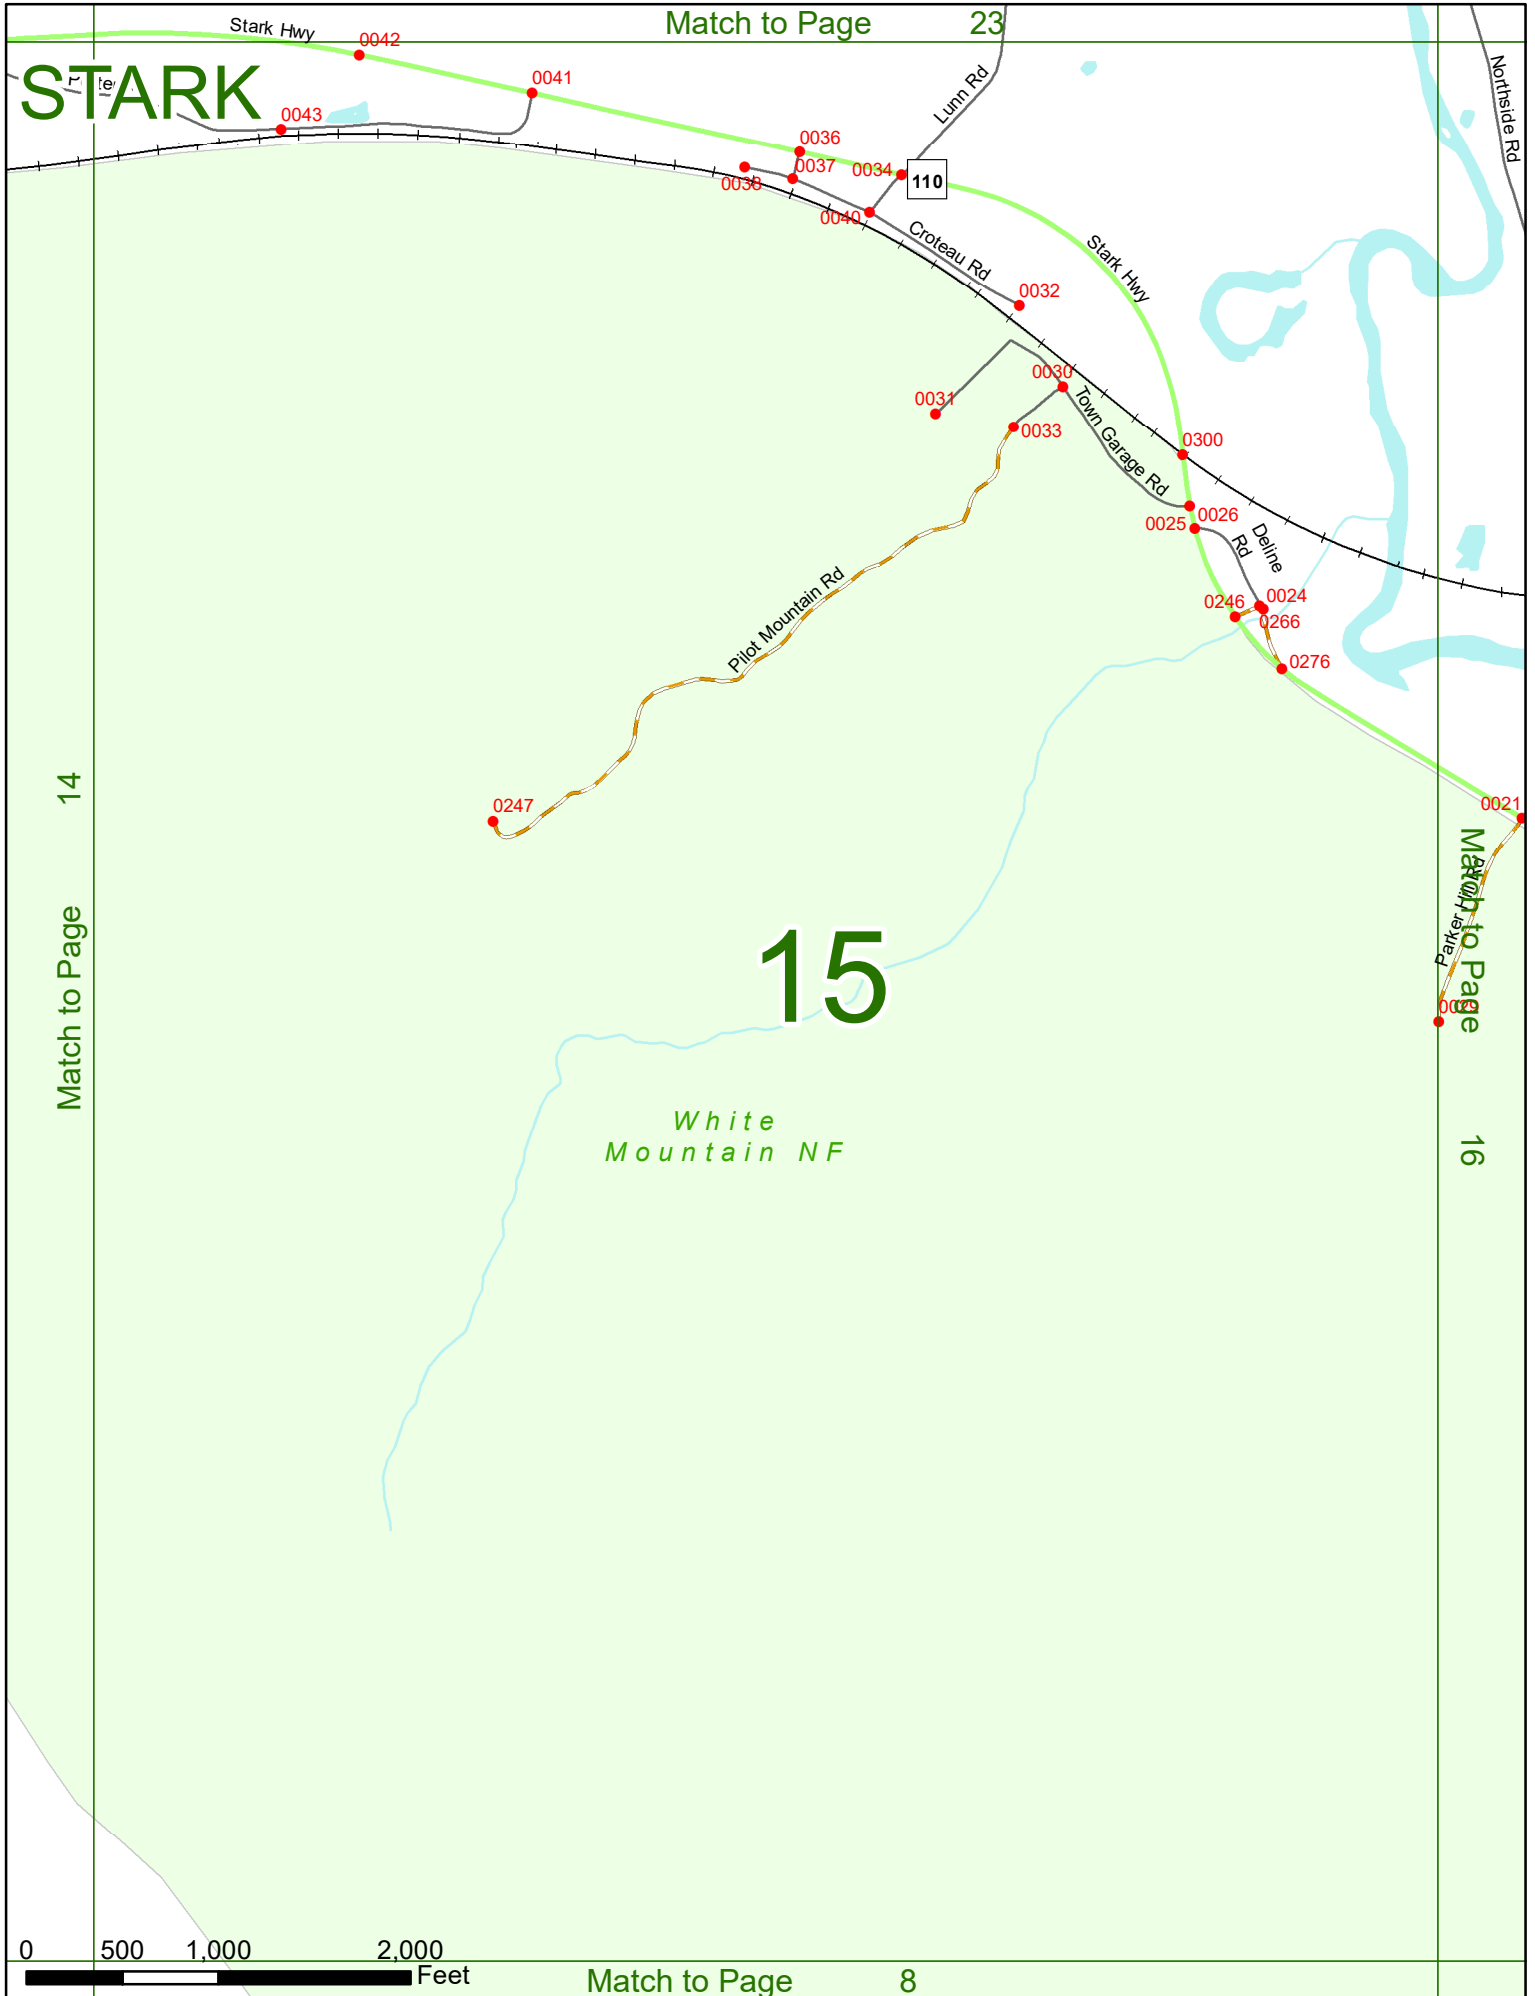 Match to Page 23
Stark Hwy
0042
STARK
0041
0043
Lunn Rd
Northside Rd
0036
0037
0038
0034
110
0040
Croteau Rd
Stark Hwy
0032
0030
0031
0033
Town Garage Rd
0300
0026
0025
Deline
Rd
0024
0246
0266
0276
Pilot Mountain Rd
0247
0021
14
Match to Page
Parker Hill Rd
Match to Page
16
0029
15
White
Mountain NF
0 500 1,000 2,000
Feet
Match to Page 8